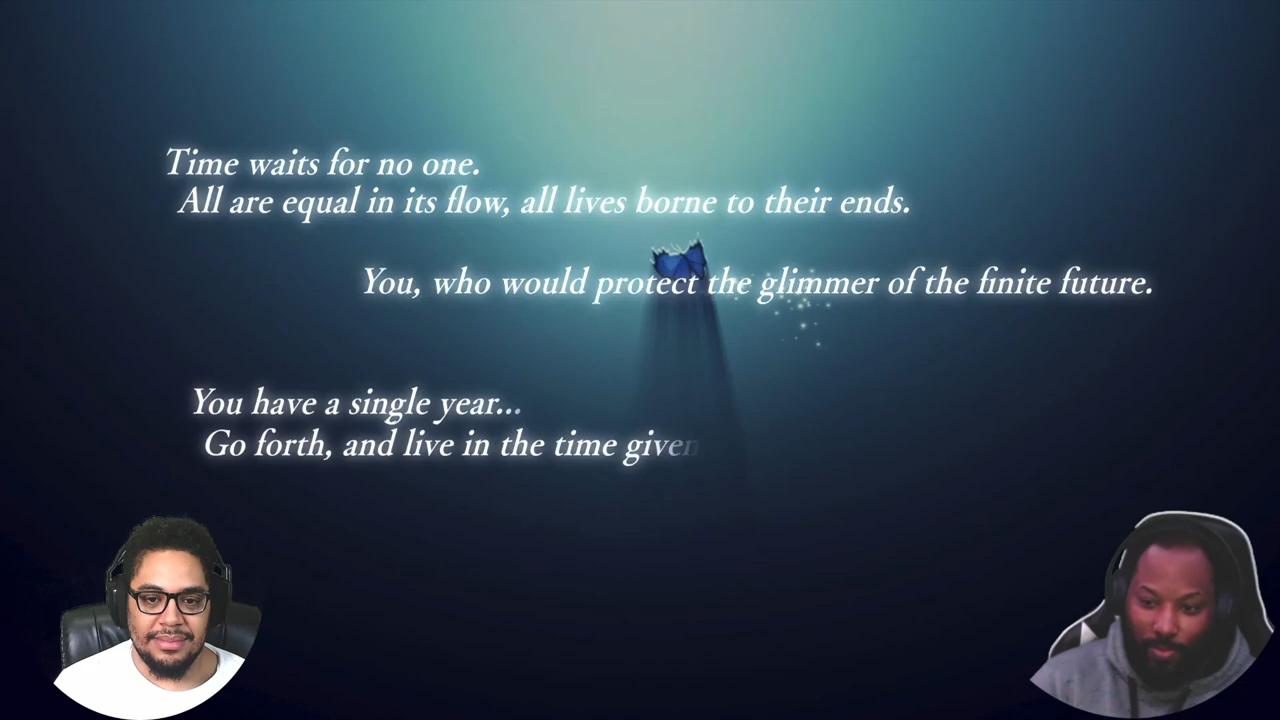 Time waits for no one.
All are equal in its flow, all lives borne to their ends.
You, who would protect the glimmer of the finite future.
You have a single year...
Go forth, and live in the time given